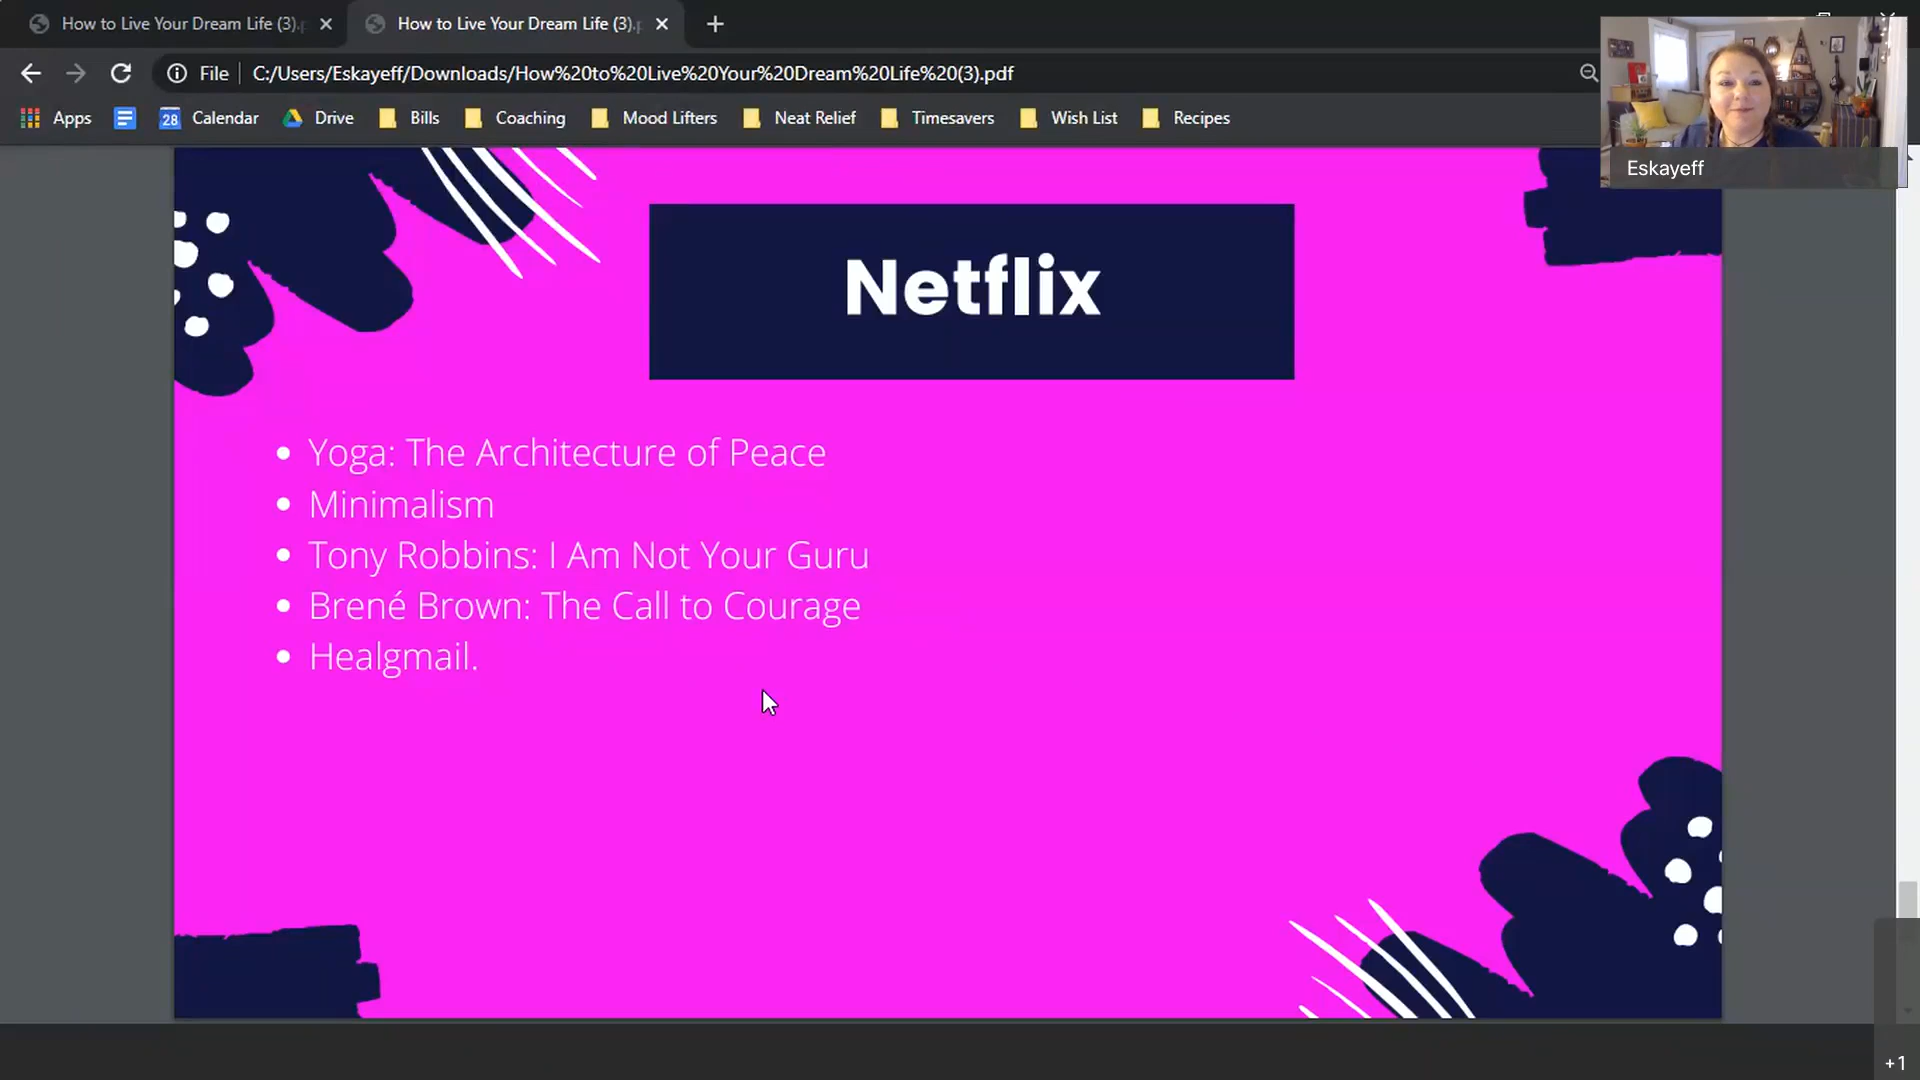 How to Live Your Dream Life (3).p
How to Live Your Dream Life (3).p
File C:/Users/Eskayeff/Downloads/How%20to%20Live%20Your%20Dream%20Life%20(3).pdf
Apps 28 Calendar Drive Bills Coaching Mood Lifters Neat Relief Timesavers Wish List Recipes
Eskayeff
Netflix
• Yoga: The Architecture of Peace
• Minimalism
• Tony Robbins: I Am Not Your Guru
• Brené Brown: The Call to Courage
• Healgmail.
+1